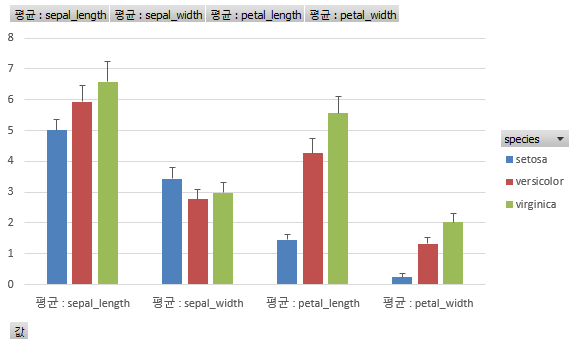 평균 : sepal_length 평균 : sepal_width 평균 : petal_length 평균 : petal_width
8
7
6
5
4
3
2
1
0
평균 : sepal_length 평균 : sepal_width 평균 : petal_length 평균 : petal_width
species
setosa
versicolor
virginica
값